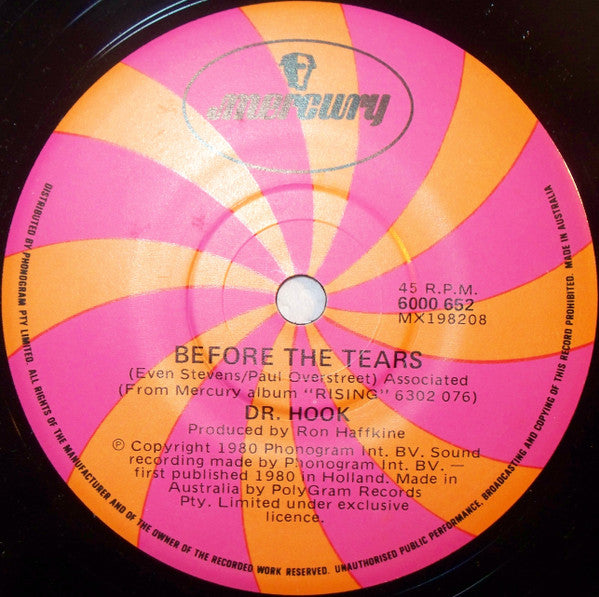 mercury
45 R.P.M.
6000 652
MX198208
BEFORE THE TEARS
(Even Stevens/Paul Overstreet) Associated
(From Mercury album "RISING" 6302 076)
DR. HOOK
Produced by Ron Haffkine
℗ Copyright 1980 Phonogram Int. BV. Sound
recording made by Phonogram Int. BV. —
first published 1980 in Holland. Made in
Australia by PolyGram Records
Pty. Limited under exclusive
licence.
DISTRIBUTED BY PHONOGRAM PTY LIMITED. ALL RIGHTS OF THE MANUFACTURER AND OF THE OWNER OF THE RECORDED WORK RESERVED. UNAUTHORISED PUBLIC PERFORMANCE, BROADCASTING AND COPYING OF THIS RECORD PROHIBITED. MADE IN AUSTRALIA